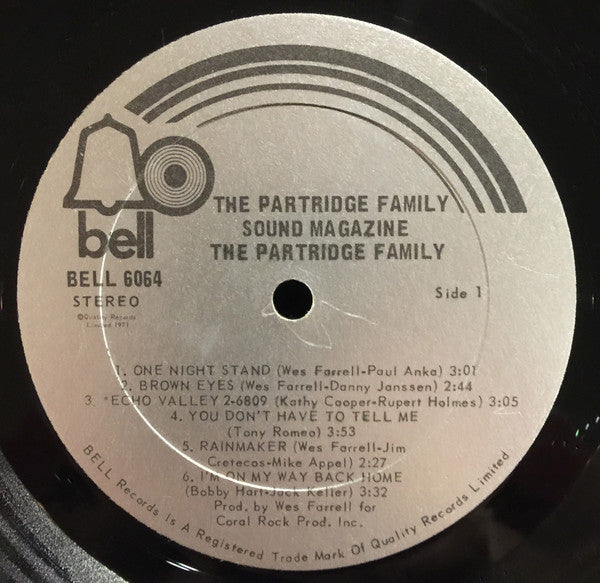 bell
BELL 6064
STEREO
©Quality Records
Limited 1971
THE PARTRIDGE FAMILY
SOUND MAGAZINE
THE PARTRIDGE FAMILY
Side 1
1. ONE NIGHT STAND (Wes Farrell-Paul Anka) 3:01
2. BROWN EYES (Wes Farrell-Danny Janssen) 2:44
3. *ECHO VALLEY 2-6809 (Kathy Cooper-Rupert Holmes) 3:05
4. YOU DON'T HAVE TO TELL ME
(Tony Romeo) 3:53
5. RAINMAKER (Wes Farrell-Jim
Cretecos-Mike Appel) 2:27
6. I'M ON MY WAY BACK HOME
(Bobby Hart-Jack Keller) 3:32
Prod. by Wes Farrell for
Coral Rock Prod. Inc.
BELL Records Is A Registered Trade Mark Of Quality Records Limited